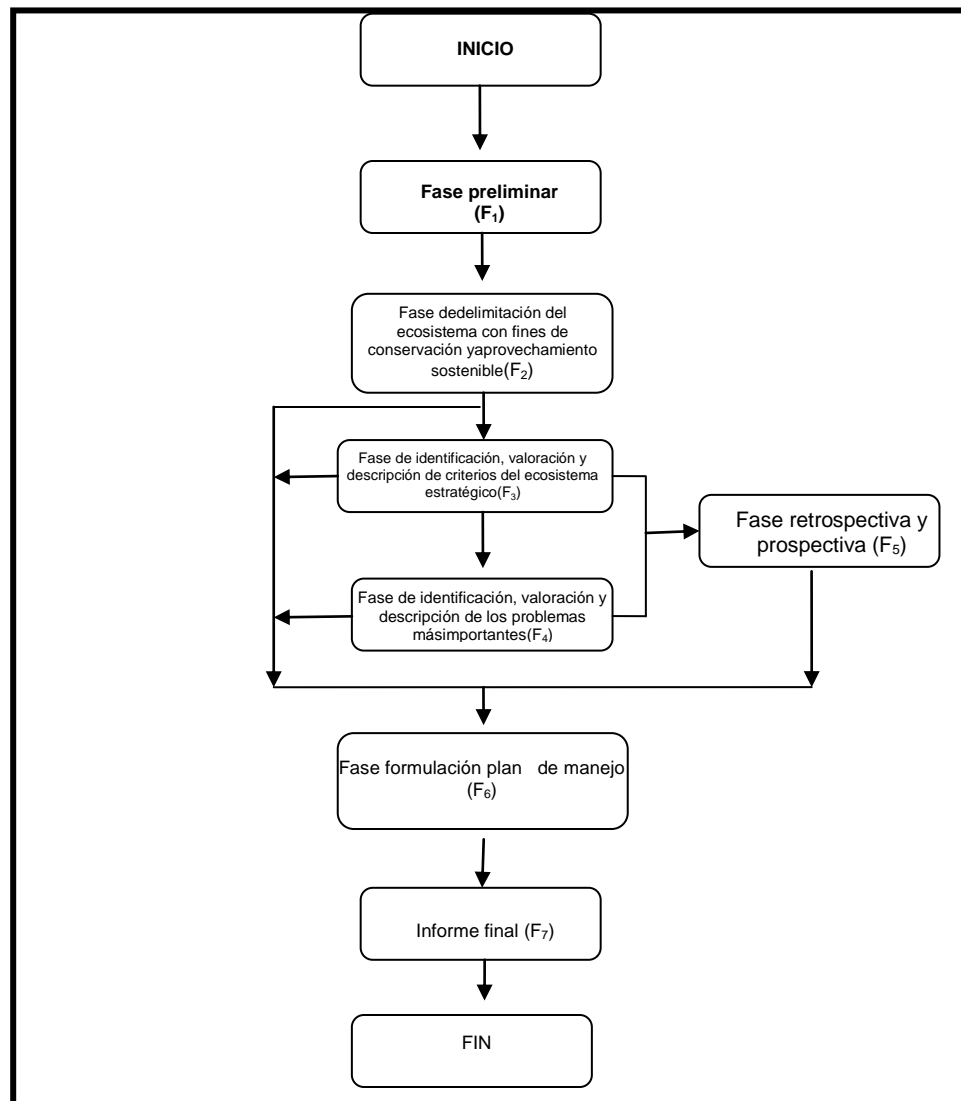 INICIO
Fase preliminar
(F₁)
Fase dedelimitación del
ecosistema con fines de
conservación yaprovechamiento
sostenible(F₂)
Fase de identificación, valoración y
descripción de criterios del ecosistema
estratégico(F₃)
Fase retrospectiva y
prospectiva (F₅)
Fase de identificación, valoración y
descripción de los problemas
másimportantes(F₄)
Fase formulación plan de manejo
(F₆)
Informe final (F₇)
FIN